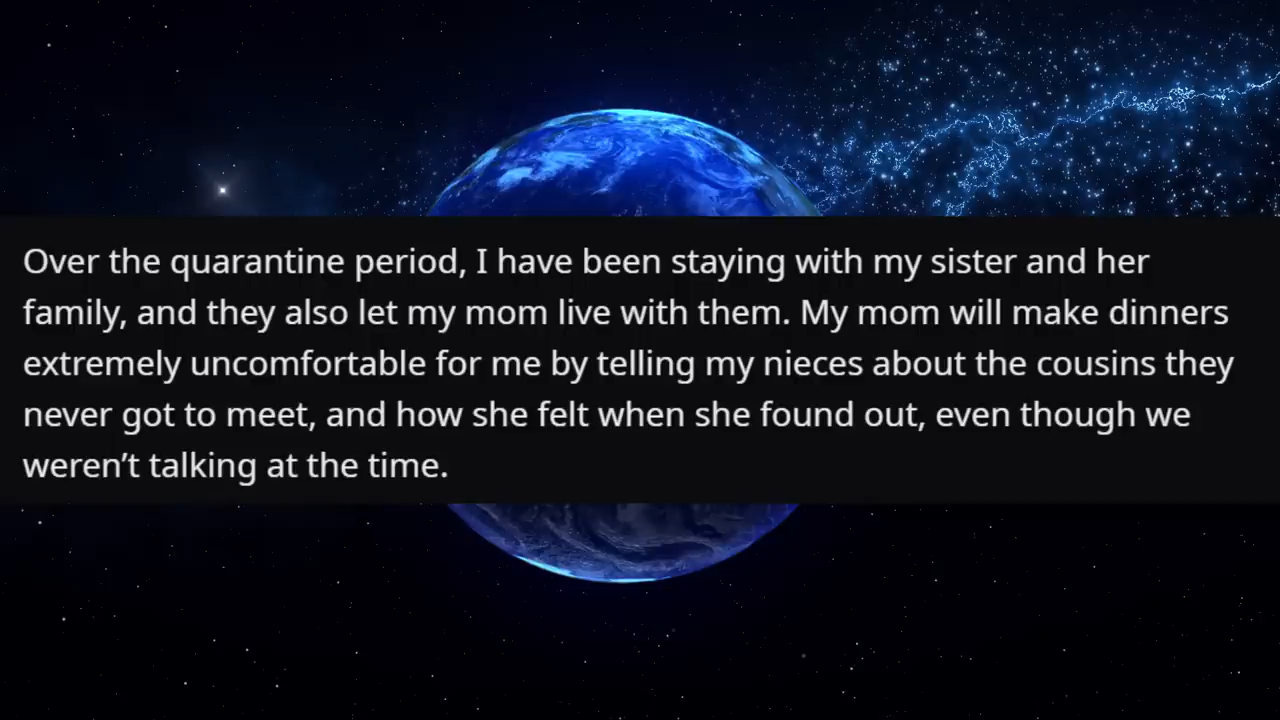 Over the quarantine period, I have been staying with my sister and her
family, and they also let my mom live with them. My mom will make dinners
extremely uncomfortable for me by telling my nieces about the cousins they
never got to meet, and how she felt when she found out, even though we
weren’t talking at the time.